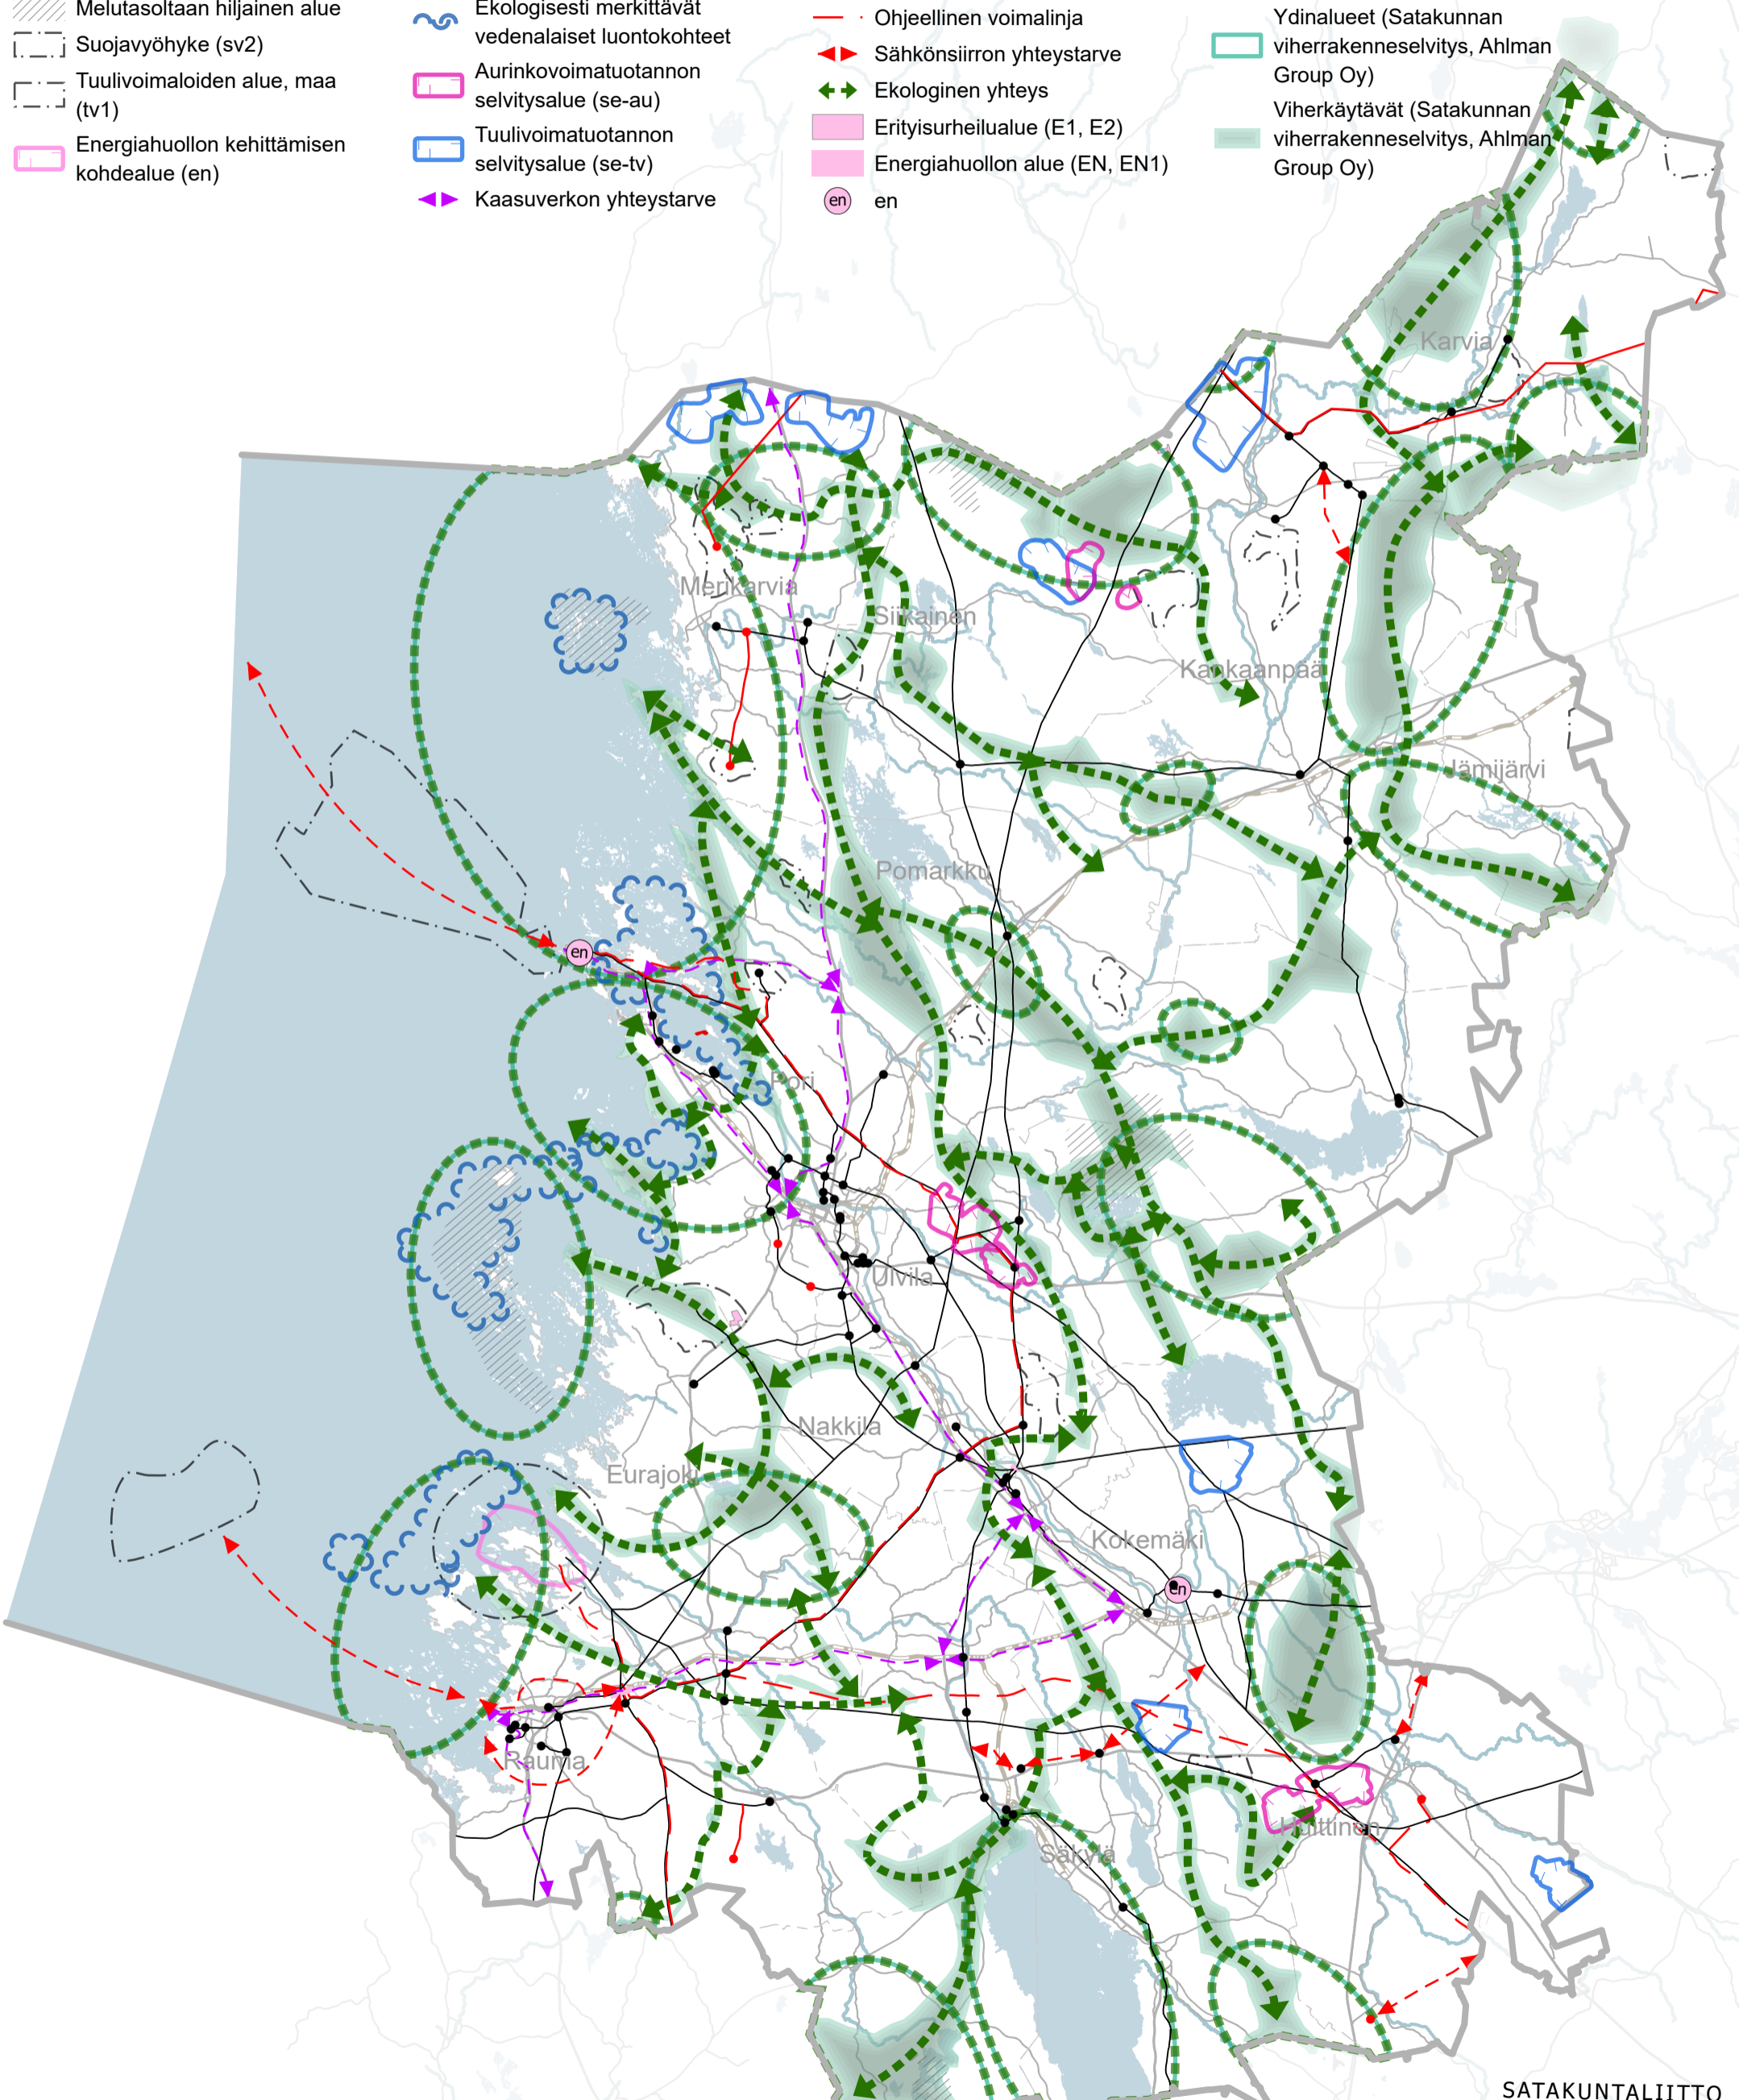 Melutasoltaan hiljainen alue
Suojavyöhyke (sv2)
Tuulivoimaloiden alue, maa
(tv1)
Energiahuollon kehittämisen
kohdealue (en)
Ekologisesti merkittävät
vedenalaiset luontokohteet
Aurinkovoimatuotannon
selvitysalue (se-au)
Tuulivoimatuotannon
selvitysalue (se-tv)
Kaasuverkon yhteystarve
Ohjeellinen voimalinja
Sähkönsiirron yhteystarve
Ekologinen yhteys
Erityisurheilualue (E1, E2)
Energiahuollon alue (EN, EN1)
en
en
Ydinalueet (Satakunnan
viherrakenneselvitys, Ahlman
Group Oy)
Viherkäytävät (Satakunnan
viherrakenneselvitys, Ahlman
Group Oy)
Karvia
Merikarvia
Siikainen
Kankaanpää
Jämijärvi
Pomarkku
en
Pori
Ulvila
Nakkila
Eurajoki
Kokemäki
en
Rauma
Huittinen
Säkylä
SATAKUNTALIITTO